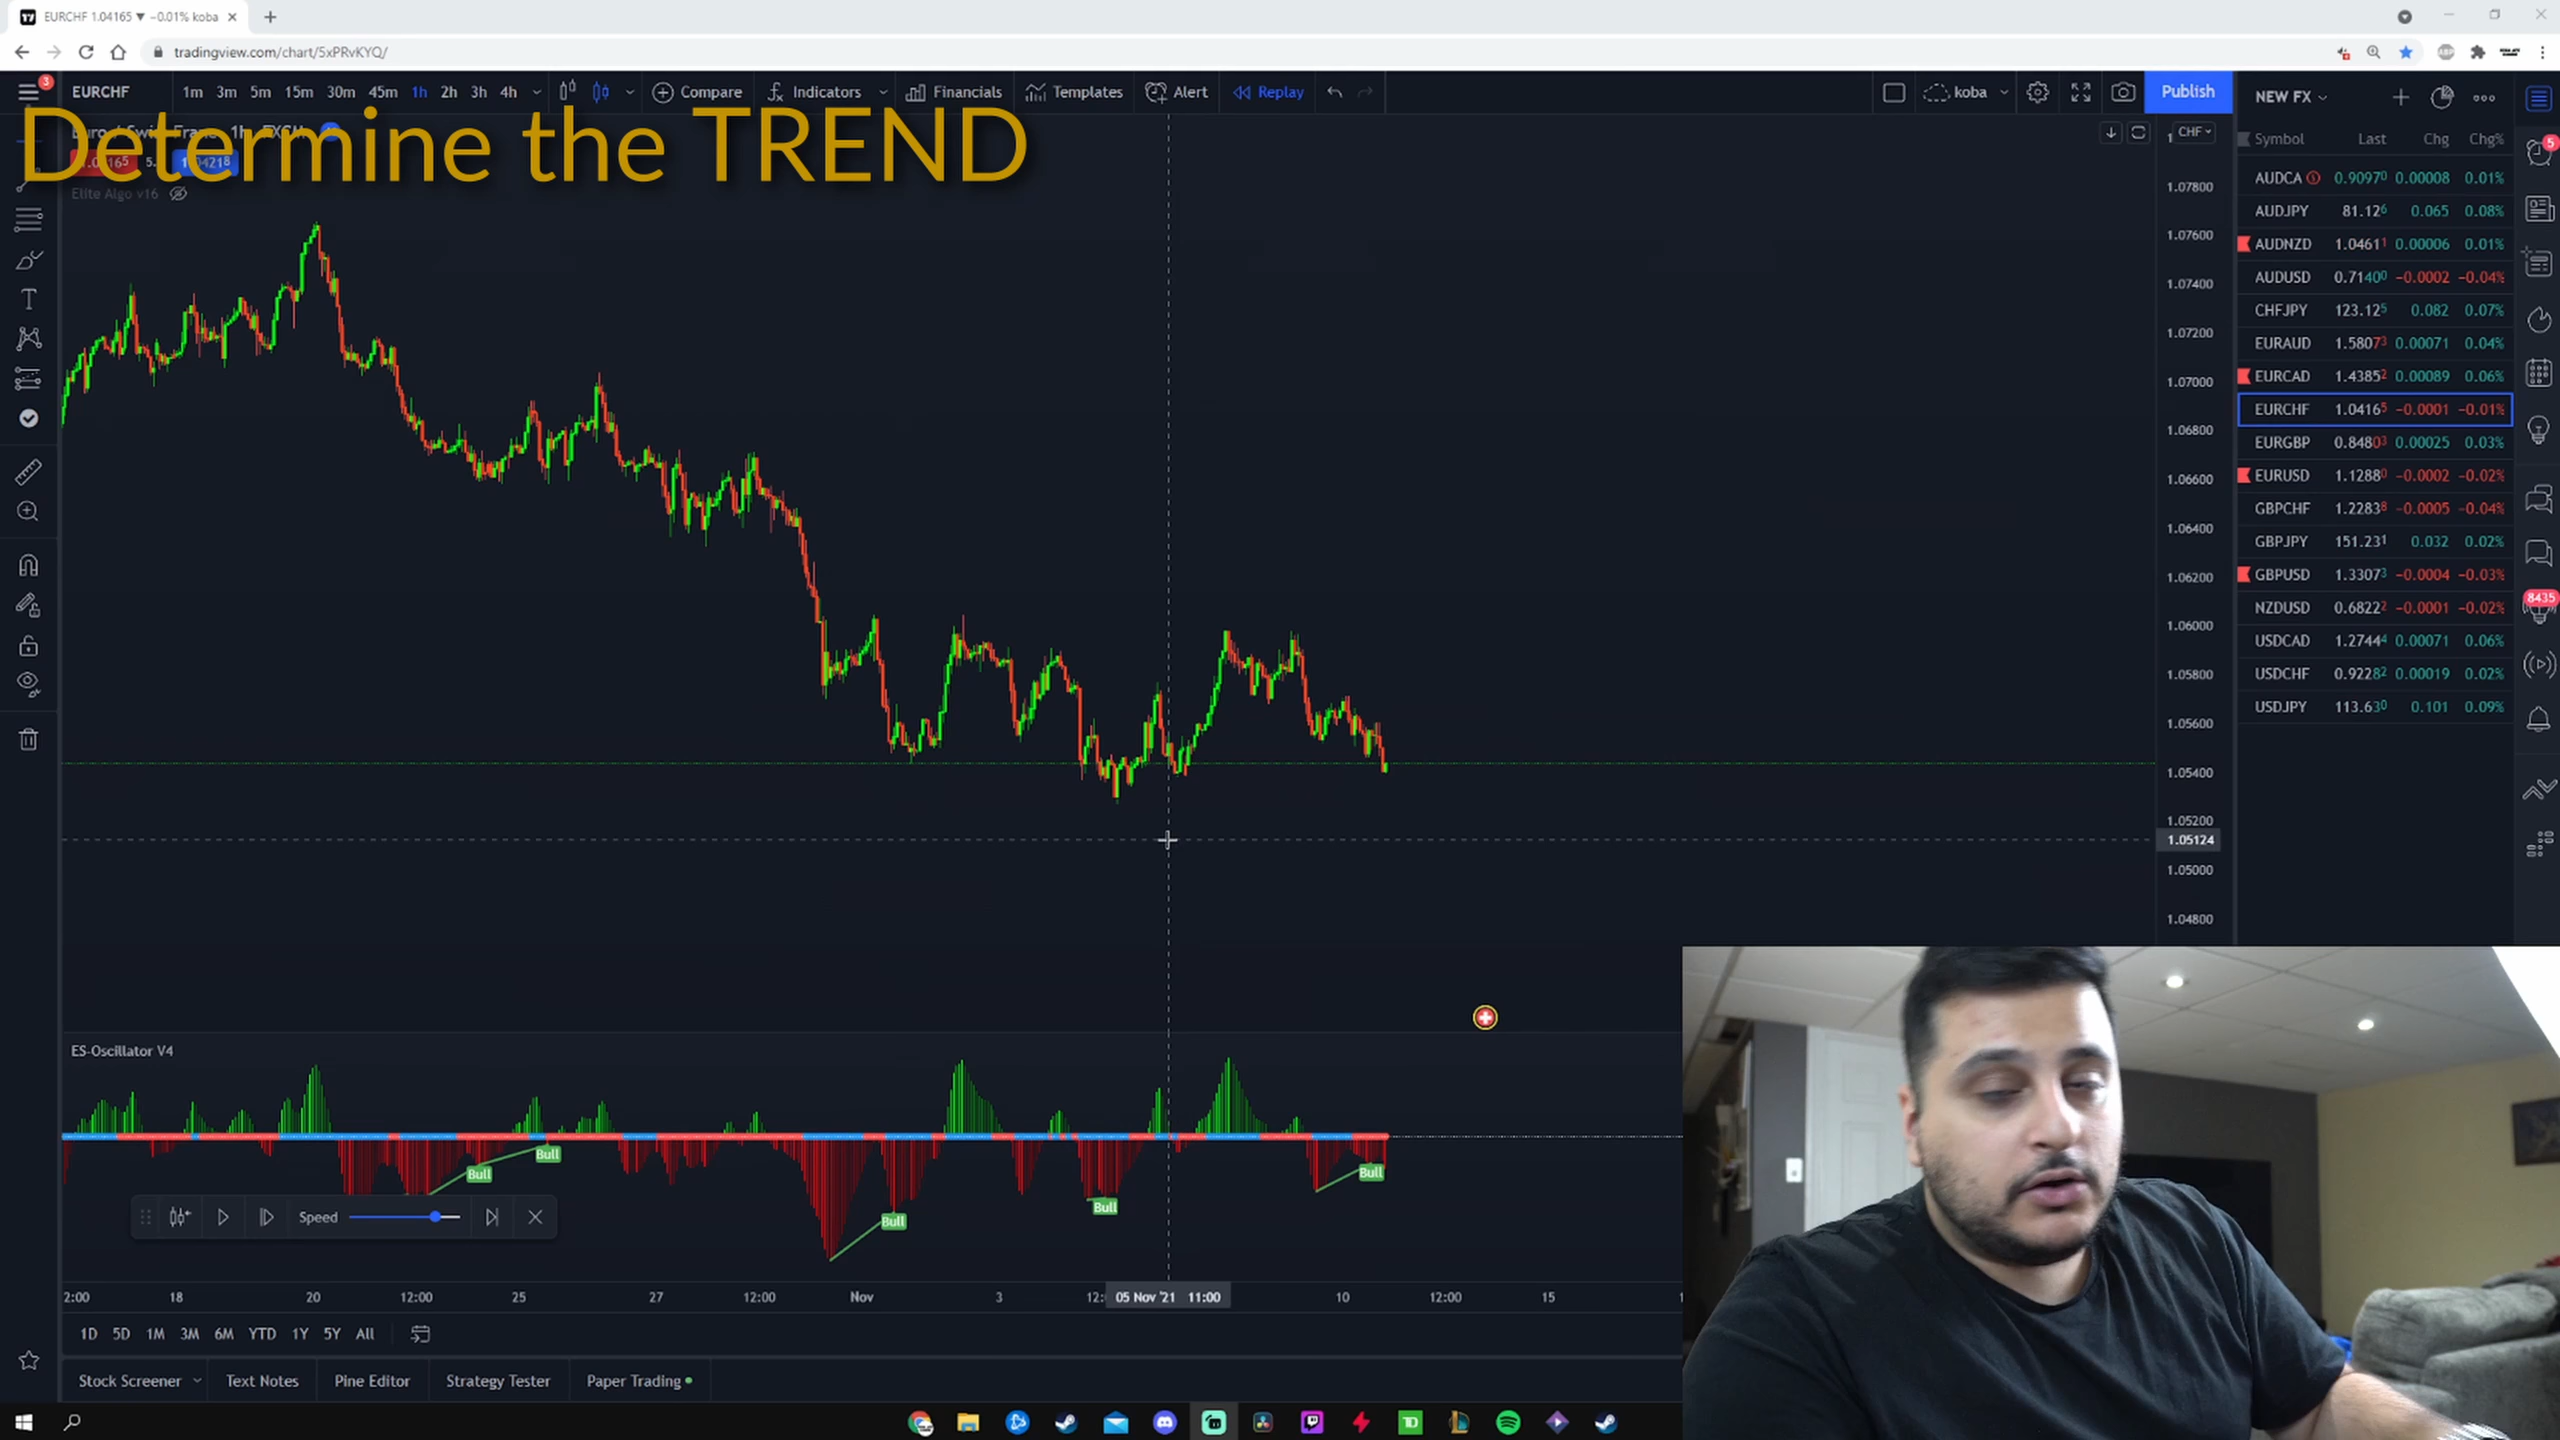 EURCHF 1.04165 ▼ −0.01% koba
tradingview.com/chart/5xPRvKYQ/
3
EURCHF 1m 3m 5m 15m 30m 45m 1h 2h 3h 4h Compare Indicators Financials Templates Alert Replay koba Publish
Determine the TREND
1.04218
Elite Algo v16
CHF
1.07800
1.07600
1.07400
1.07200
1.07000
1.06800
1.06600
1.06400
1.06200
1.06000
1.05800
1.05600
1.05400
1.05200
1.05124
1.05000
1.04800
NEW FX
Symbol Last Chg Chg%
AUDCA 0.90970 0.00008 0.01%
AUDJPY 81.126 0.065 0.08%
AUDNZD 1.04611 0.00006 0.01%
AUDUSD 0.71400 −0.0002 −0.04%
CHFJPY 123.125 0.082 0.07%
EURAUD 1.58073 0.00071 0.04%
EURCAD 1.43852 0.00089 0.06%
EURCHF 1.04165 −0.0001 −0.01%
EURGBP 0.84803 0.00025 0.03%
EURUSD 1.12880 −0.0002 −0.02%
GBPCHF 1.22838 −0.0005 −0.04%
GBPJPY 151.231 0.032 0.02%
GBPUSD 1.33073 −0.0004 −0.03%
NZDUSD 0.68222 −0.0001 −0.02%
USDCAD 1.27444 0.00071 0.06%
USDCHF 0.92282 0.00019 0.02%
USDJPY 113.630 0.101 0.09%
5
8435
ES-Oscillator V4
Bull
Bull
Bull
Bull
Bull
Speed
2:00 18 20 12:00 25 27 12:00 Nov 3 12: 05 Nov '21 11:00 10 12:00 15
1D 5D 1M 3M 6M YTD 1Y 5Y All
Stock Screener Text Notes Pine Editor Strategy Tester Paper Trading